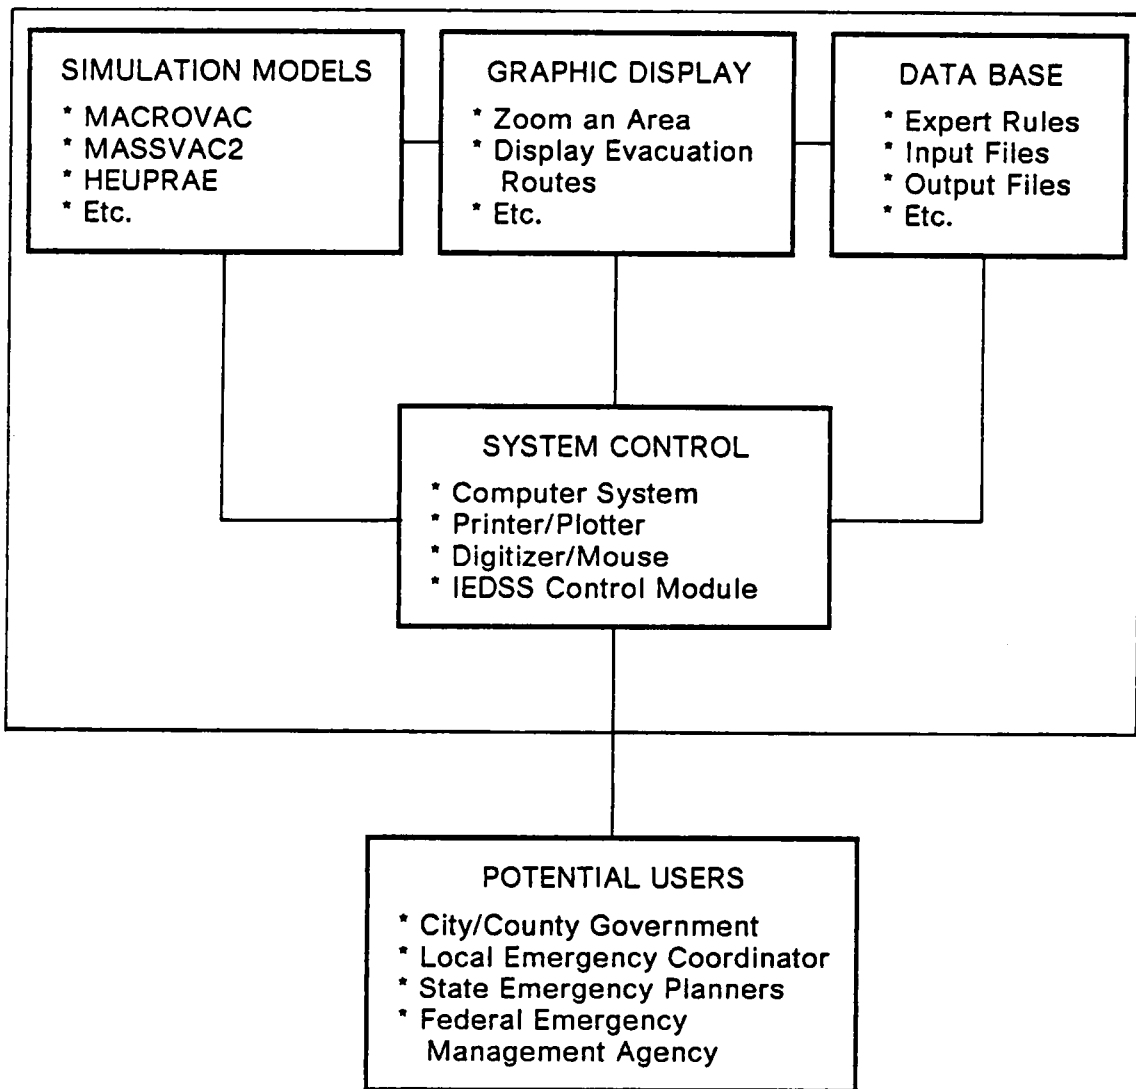 SIMULATION MODELS
* MACROVAC
* MASSVAC2
* HEUPRAE
* Etc.
GRAPHIC DISPLAY
* Zoom an Area
* Display Evacuation
Routes
* Etc.
DATA BASE
* Expert Rules
* Input Files
* Output Files
* Etc.
SYSTEM CONTROL
* Computer System
* Printer/Plotter
* Digitizer/Mouse
* IEDSS Control Module
POTENTIAL USERS
* City/County Government
* Local Emergency Coordinator
* State Emergency Planners
* Federal Emergency
Management Agency